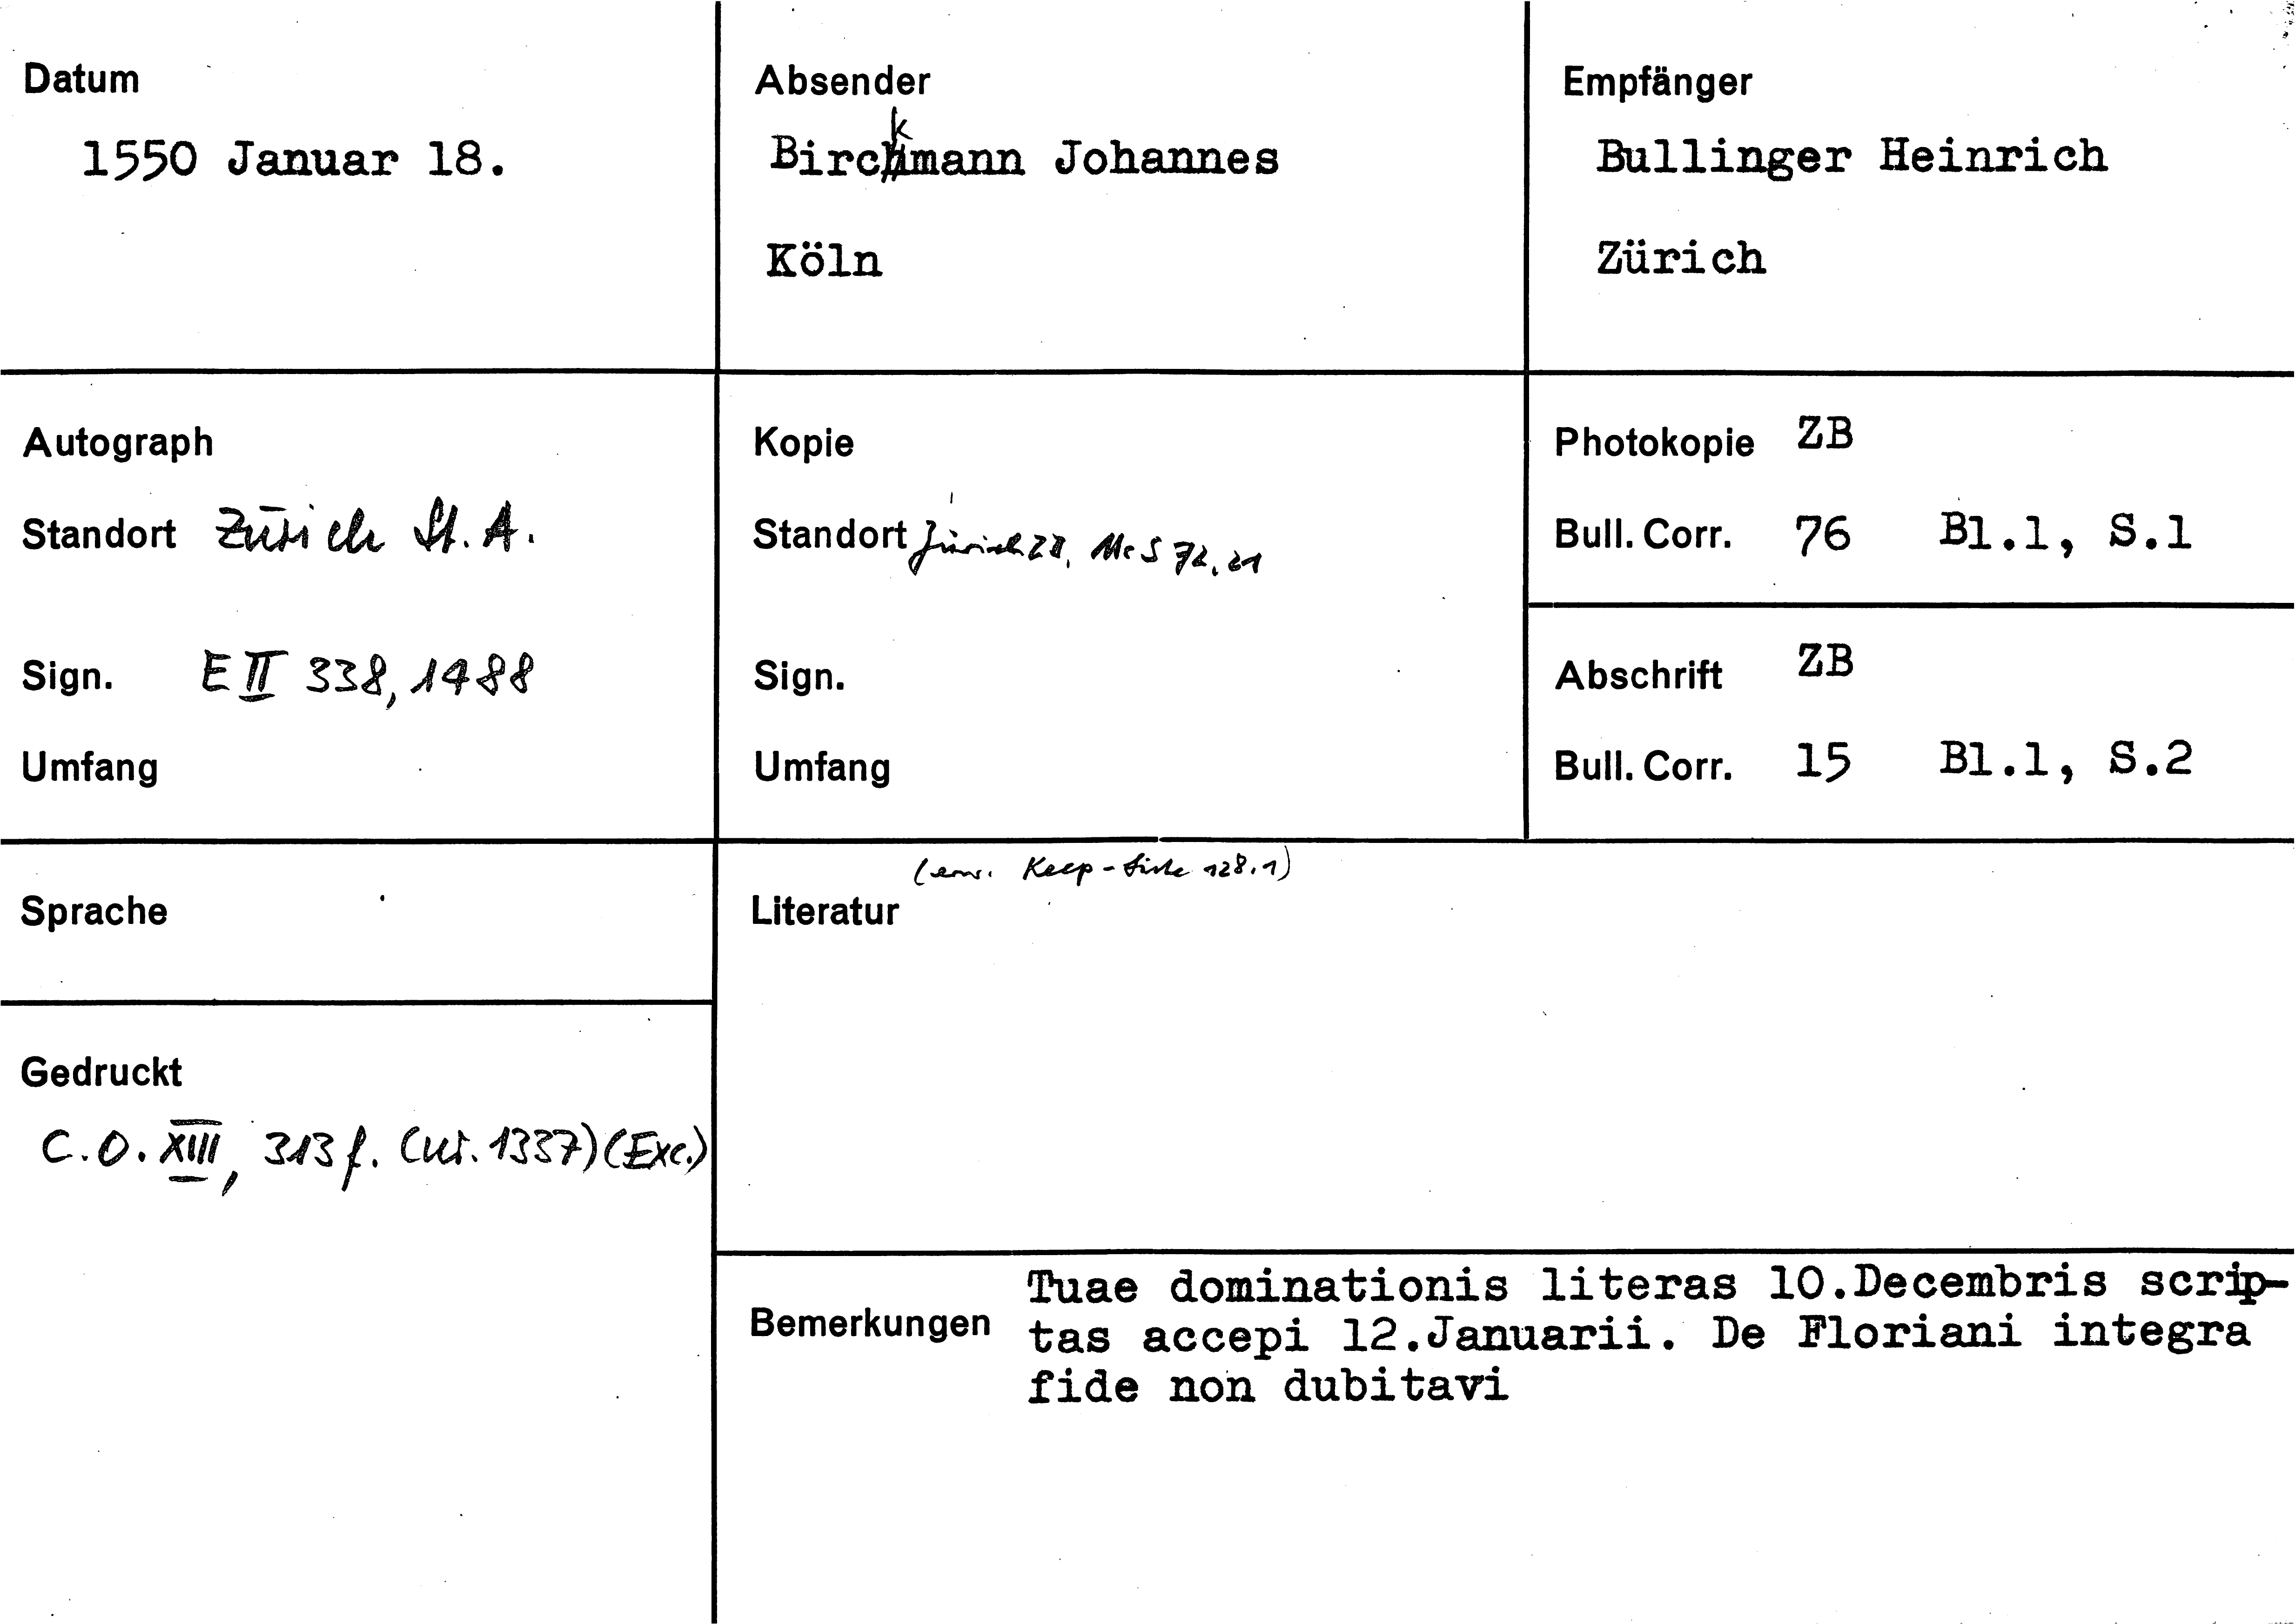 Datum
1550 Januar 18.
Absender
Birckmann Johannes
Köln
Empfänger
Bullinger Heinrich
Zürich
Autograph
Standort Zürich St. A.
Sign. E II 338, 1488
Umfang
Kopie
Standort Zürich ZB, Ms S 72, 21
Sign.
Umfang
Photokopie ZB
Bull. Corr. 76 Bl.1, S.1
Abschrift ZB
Bull. Corr. 15 Bl.1, S.2
Sprache
Gedruckt
C.O. XIII, 313 f. (Nr. 1337) (Exc.)
(erw. Keep-Liste 128.1)
Literatur
Bemerkungen
Tuae dominationis literas 10.Decembris scrip-
tas accepi 12.Januarii. De Floriani integra
fide non dubitavi